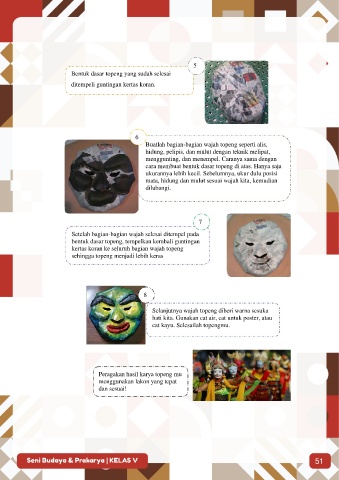 5
Bentuk dasar topeng yang sudah selesai
ditempeli guntingan kertas koran.
6
Buatlah bagian-bagian wajah topeng seperti alis,
hidung, pelipis, dan mulut dengan teknik melipat,
menggunting, dan menempel. Caranya sama dengan
cara membuat bentuk dasar topeng di atas. Hanya saja
ukurannya lebih kecil. Sebelumnya, ukur dulu posisi
mata, hidung dan mulut sesuai wajah kita, kemudian
dilubangi.
7
Setelah bagian-bagian wajah selesai ditempel pada
bentuk dasar topeng, tempelkan kembali guntingan
kertas koran ke seluruh bagian wajah topeng
sehingga topeng menjadi lebih keras
8
Selanjutnya wajah topeng diberi warna sesuka
hati kita. Gunakan cat air, cat untuk poster, atau
cat kayu. Selesailah topengmu.
Peragakan hasil karya topeng mu
menggunakan lakon yang tepat
dan sesuai!
Seni Budaya & Prakarya | KELAS V
51